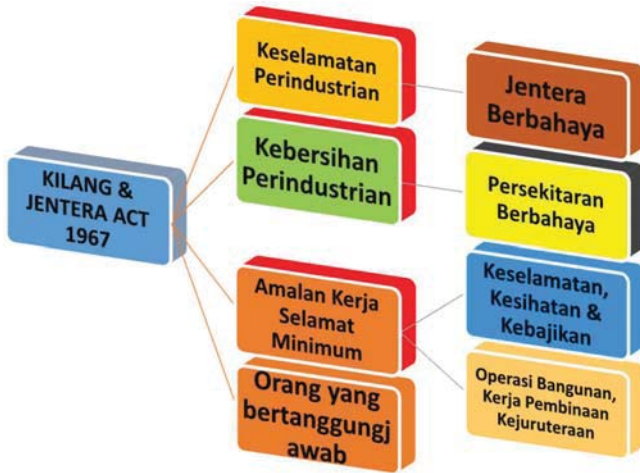 KILANG &
JENTERA ACT
1967
Keselamatan
Perindustrian
Jentera
Berbahaya
Kebersihan
Perindustrian
Persekitaran
Berbahaya
Amalan Kerja
Selamat
Minimum
Keselamatan,
Kesihatan &
Kebajikan
Operasi Bangunan,
Kerja Pembinaan
Kejuruteraan
Orang yang
bertanggungj
awab